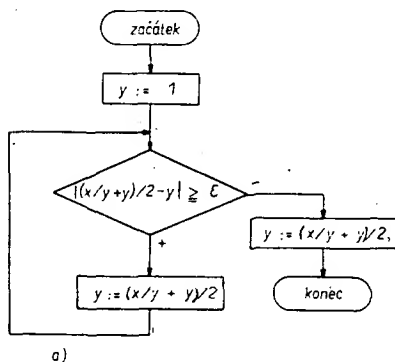 začátek
y := 1
|(x/y+y)/2-y| ≧ ε
-
+
y := (x/y + y)/2,
y := (x/y + y)/2
konec
a)